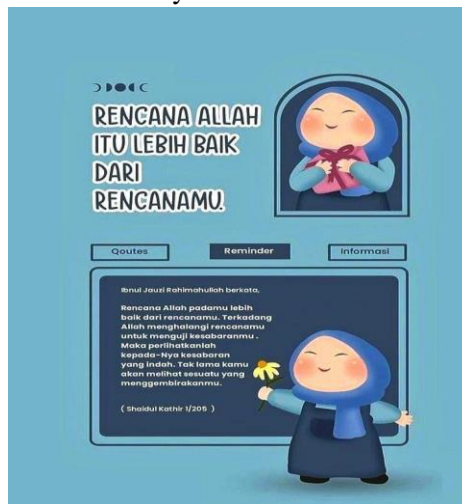 RENCANA ALLAH
ITU LEBIH BAIK
DARI
RENCANAMU.
Qoutes
Reminder
Informasi
Ibnul Jauzi Rahimahullah berkata,
Rencana Allah padamu lebih
baik dari rencanamu. Terkadang
Allah menghalangi rencanamu
untuk menguji kesabaranmu .
Maka perlihatkanlah
kepada-Nya kesabaran
yang indah. Tak lama kamu
akan melihat sesuatu yang
menggembirakanmu.
( Shaidul Kathir 1/205 )